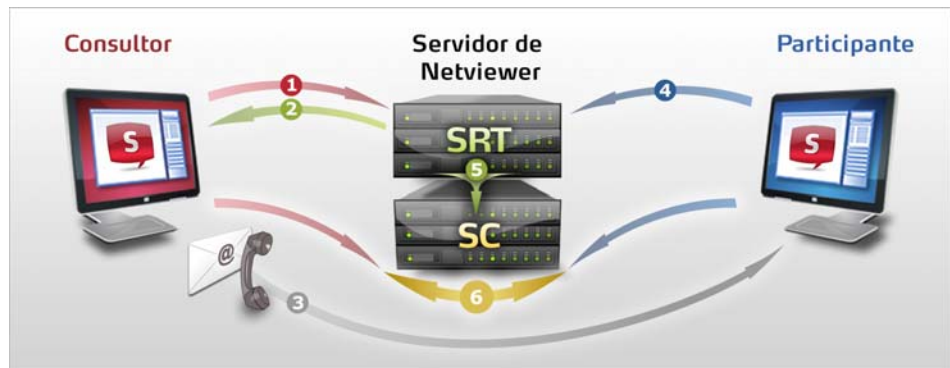 Consultor
Servidor de
Netviewer
Participante
1
2
4
S
SRT
S
5
SC
@
6
3